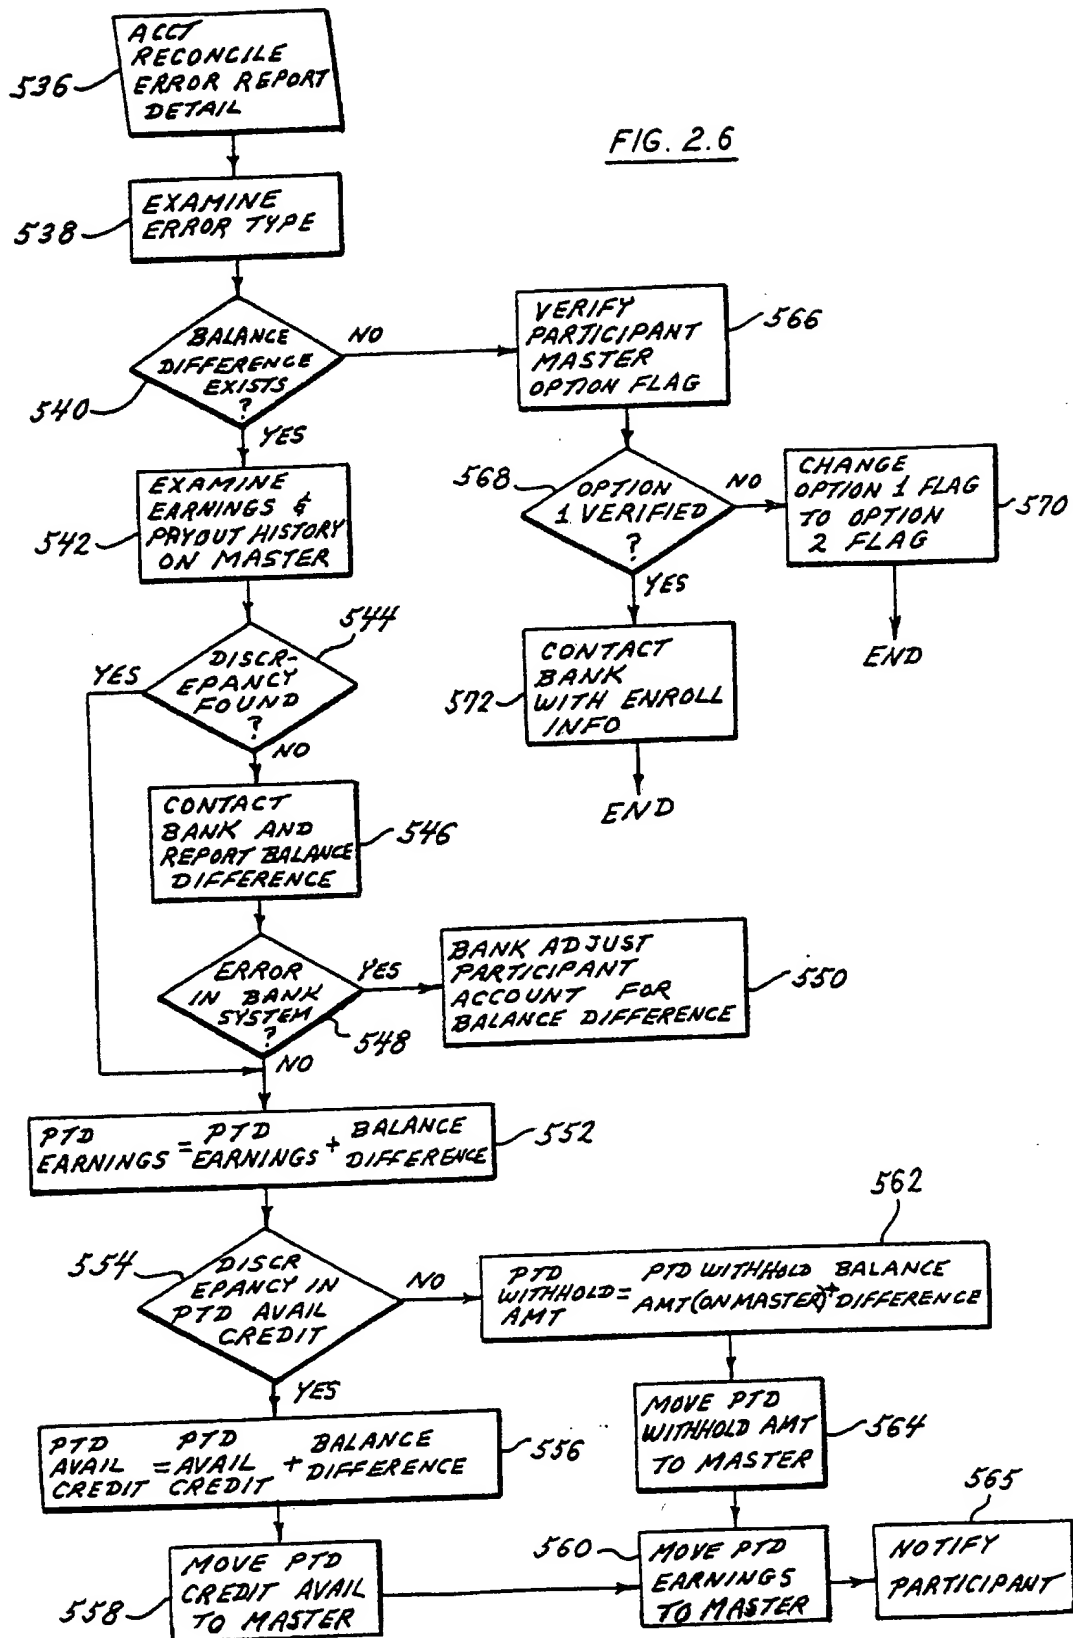 ACCT
RECONCILE
ERROR REPORT
DETAIL
536
FIG. 2.6
EXAMINE
ERROR TYPE
538
BALANCE
DIFFERENCE
EXISTS
?
540
NO
YES
VERIFY
PARTICIPANT
MASTER
OPTION FLAG
566
EXAMINE
EARNINGS &
PAYOUT HISTORY
ON MASTER
542
568
OPTION
1 VERIFIED
?
NO
YES
CHANGE
OPTION 1 FLAG
TO OPTION
2 FLAG
570
END
544
DISCR-
EPANCY
FOUND
?
YES
NO
CONTACT
BANK
WITH ENROLL
INFO
572
END
CONTACT
BANK AND
REPORT BALANCE
DIFFERENCE
546
ERROR
IN BANK
SYSTEM
?
548
YES
NO
BANK ADJUST
PARTICIPANT
ACCOUNT FOR
BALANCE DIFFERENCE
550
PTD PTD BALANCE
EARNINGS = EARNINGS + DIFFERENCE
552
554
DISCR
EPANCY IN
PTD AVAIL
CREDIT
NO
YES
562
PTD PTD WITHHOLD BALANCE
WITHHOLD = AMT (ON MASTER) + DIFFERENCE
AMT
MOVE PTD
WITHHOLD AMT
TO MASTER
564
PTD PTD BALANCE
AVAIL = AVAIL + DIFFERENCE
CREDIT CREDIT
556
MOVE PTD
CREDIT AVAIL
TO MASTER
558
560
MOVE PTD
EARNINGS
TO MASTER
565
NOTIFY
PARTICIPANT